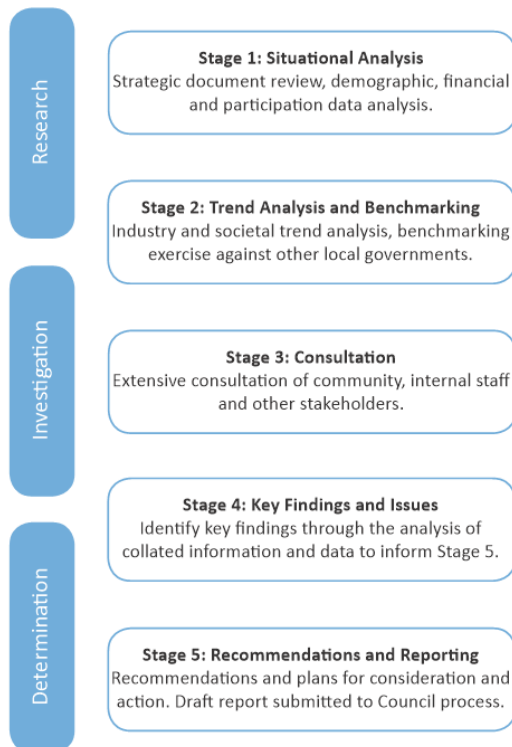 Research
Stage 1: Situational Analysis
Strategic document review, demographic, financial
and participation data analysis.
Stage 2: Trend Analysis and Benchmarking
Industry and societal trend analysis, benchmarking
exercise against other local governments.
Investigation
Stage 3: Consultation
Extensive consultation of community, internal staff
and other stakeholders.
Stage 4: Key Findings and Issues
Identify key findings through the analysis of
collated information and data to inform Stage 5.
Determination
Stage 5: Recommendations and Reporting
Recommendations and plans for consideration and
action. Draft report submitted to Council process.